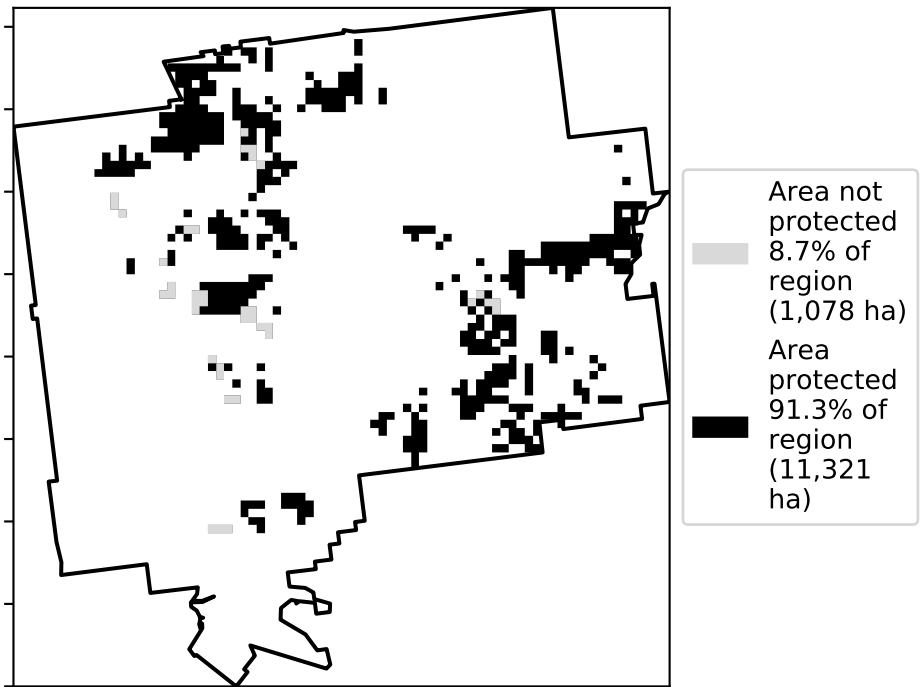 Area not
protected
8.7% of
region
(1,078 ha)
Area
protected
91.3% of
region
(11,321
ha)